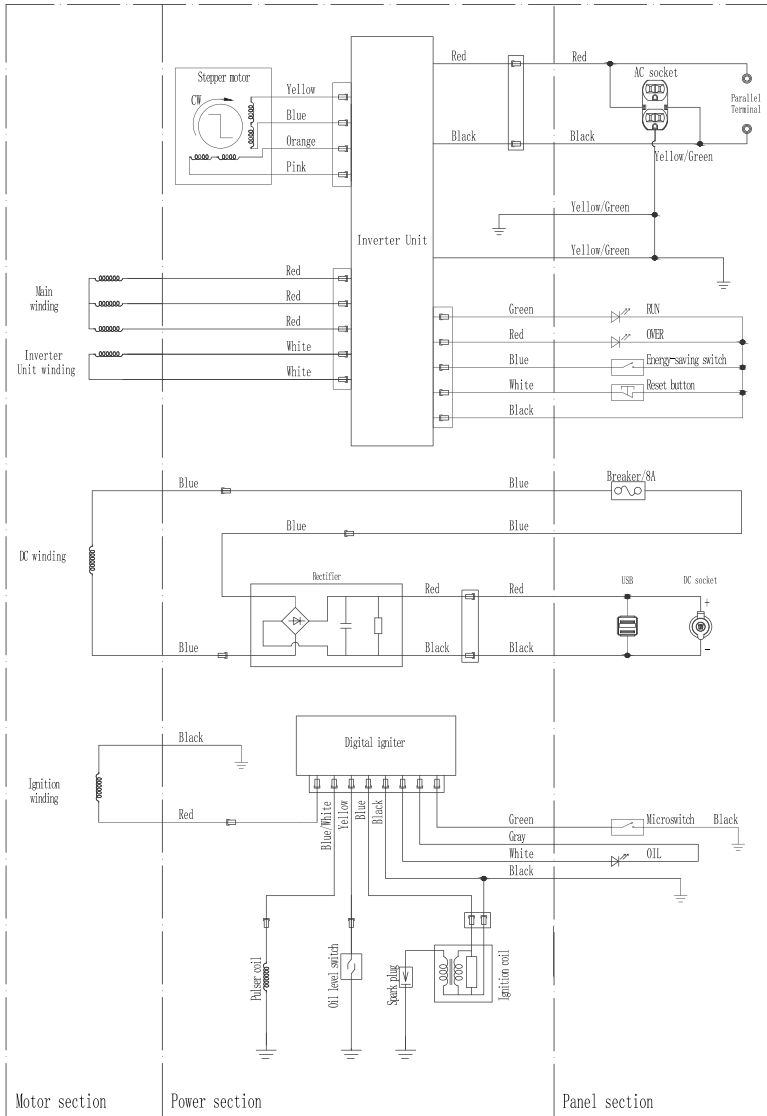 Stepper motor
CW
Yellow
Blue
Orange
Pink
Inverter Unit
Red
Red
Black
Black
AC socket
Parallel
Terminal
Yellow/Green
Yellow/Green
Yellow/Green
Main
winding
Red
Red
Red
Inverter
Unit winding
White
White
Green
RUN
Red
OVER
Blue
Energy-saving switch
White
Reset button
Black
DC winding
Blue
Blue
Breaker/8A
Blue
Blue
Rectifier
Red
Red
USB
DC socket
+
-
Blue
Black
Black
Ignition
winding
Black
Red
Digital igniter
Blue/White
Yellow
Blue
Black
Green
Microswitch
Black
Gray
White
OIL
Black
Pulser coil
Oil level switch
Spark plug
Ignition coil
Motor section
Power section
Panel section